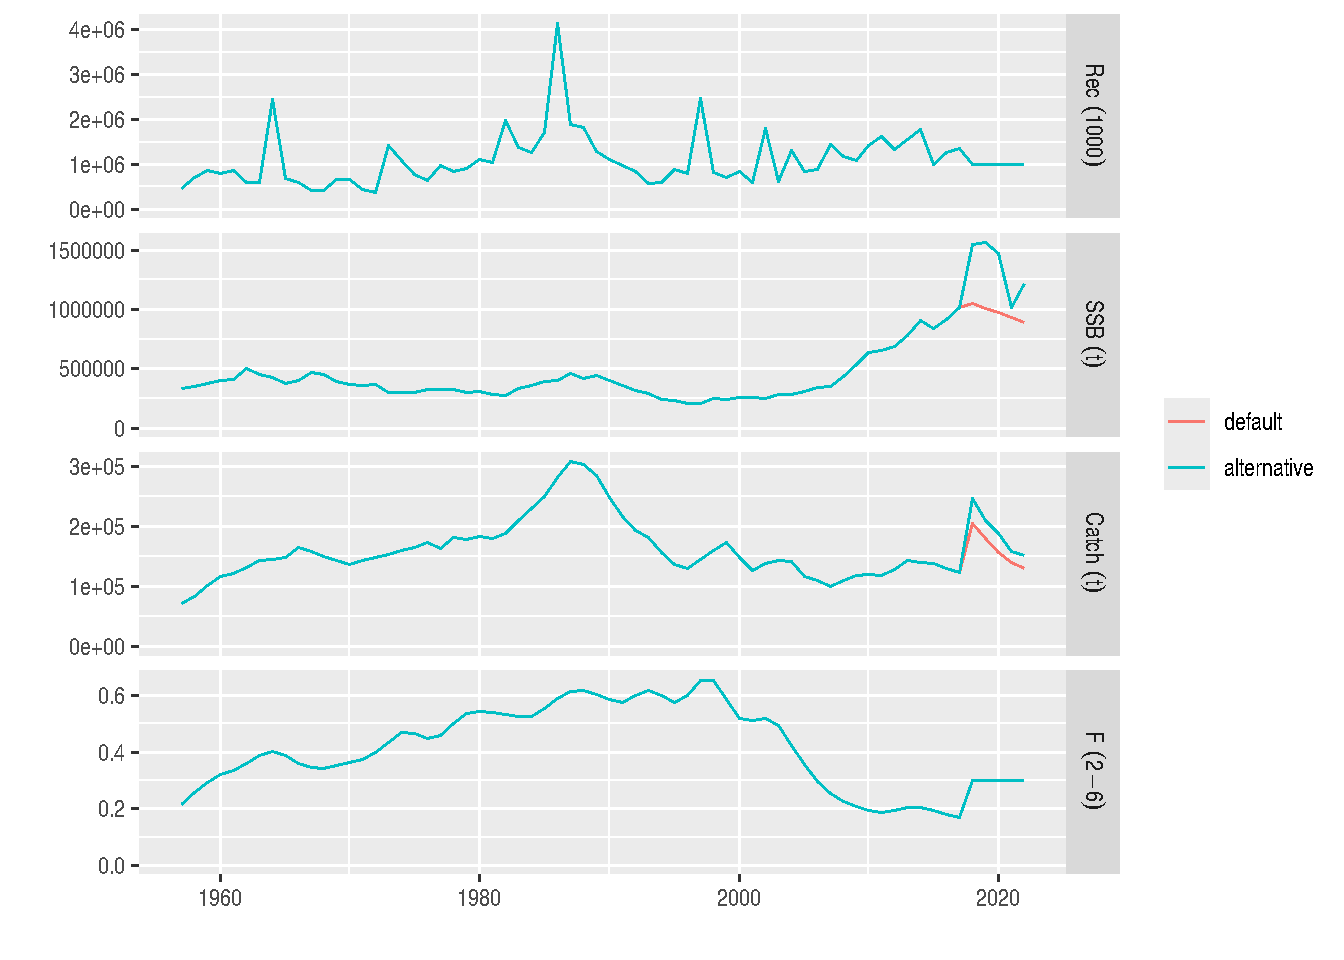 4e+06
3e+06
2e+06
1e+06
0e+00
Rec (1000)
1500000
1000000
500000
0
SSB (t)
3e+05
2e+05
1e+05
0e+00
Catch (t)
0.6
0.4
0.2
0.0
F (2−6)
1960
1980
2000
2020
default
alternative